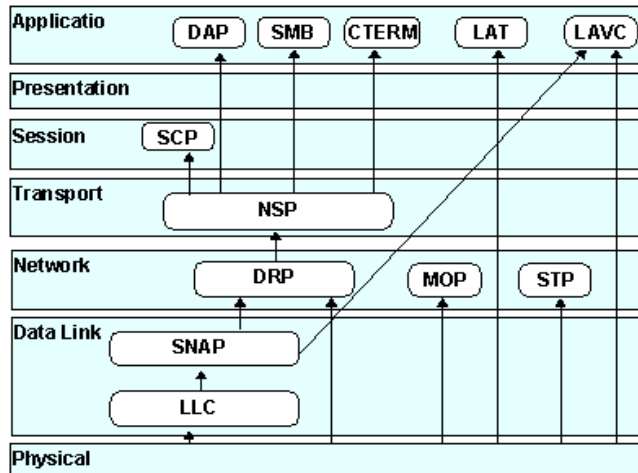 Applicatio
DAP SMB CTERM LAT LAVC
Presentation
Session
SCP
Transport
NSP
Network
DRP MOP STP
Data Link
SNAP
LLC
Physical